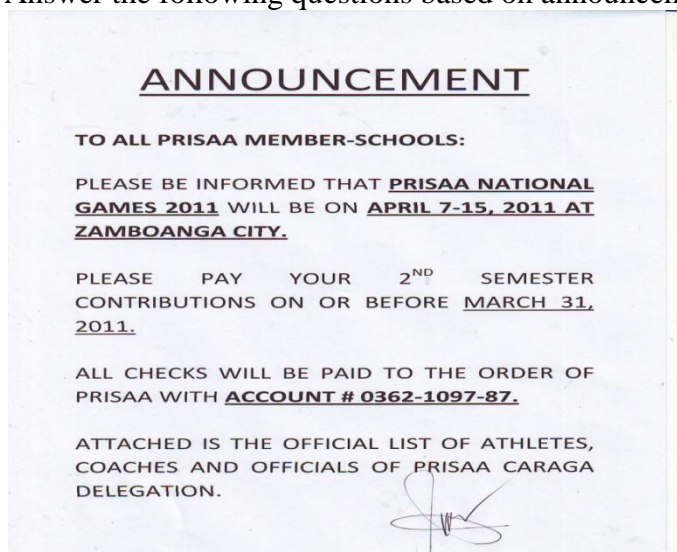 Answer the following questions based on
ANNOUNCEMENT
TO ALL PRISAA MEMBER-SCHOOLS:
PLEASE BE INFORMED THAT PRISAA NATIONAL
GAMES 2011 WILL BE ON APRIL 7-15, 2011 AT
ZAMBOANGA CITY.
PLEASE PAY YOUR 2ND SEMESTER
CONTRIBUTIONS ON OR BEFORE MARCH 31,
2011.
ALL CHECKS WILL BE PAID TO THE ORDER OF
PRISAA WITH ACCOUNT # 0362-1097-87.
ATTACHED IS THE OFFICIAL LIST OF ATHLETES,
COACHES AND OFFICIALS OF PRISAA CARAGA
DELEGATION.